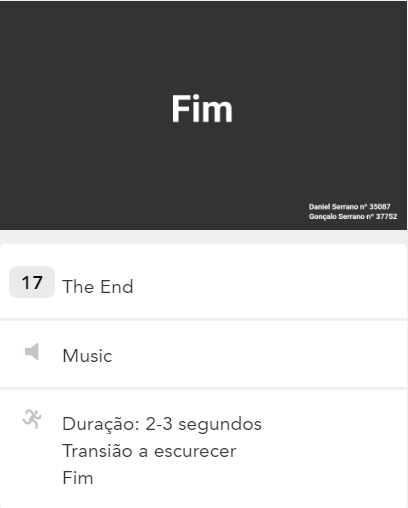 Fim
Daniel Serrano nº 35087
Gonçalo Serrano nº 37752
17 The End
Music
Duração: 2-3 segundos
Transião a escurecer
Fim